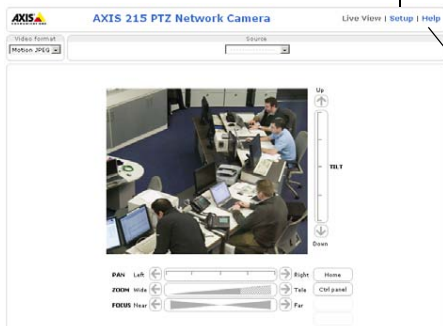 AXIS
COMMUNICATIONS
AXIS 215 PTZ Network Camera
Live View | Setup | Help
Video format
Motion JPEG
Source
Up
TILT
Down
PAN Left Right Home
ZOOM Wide Tele Ctrl panel
FOCUS Near Far